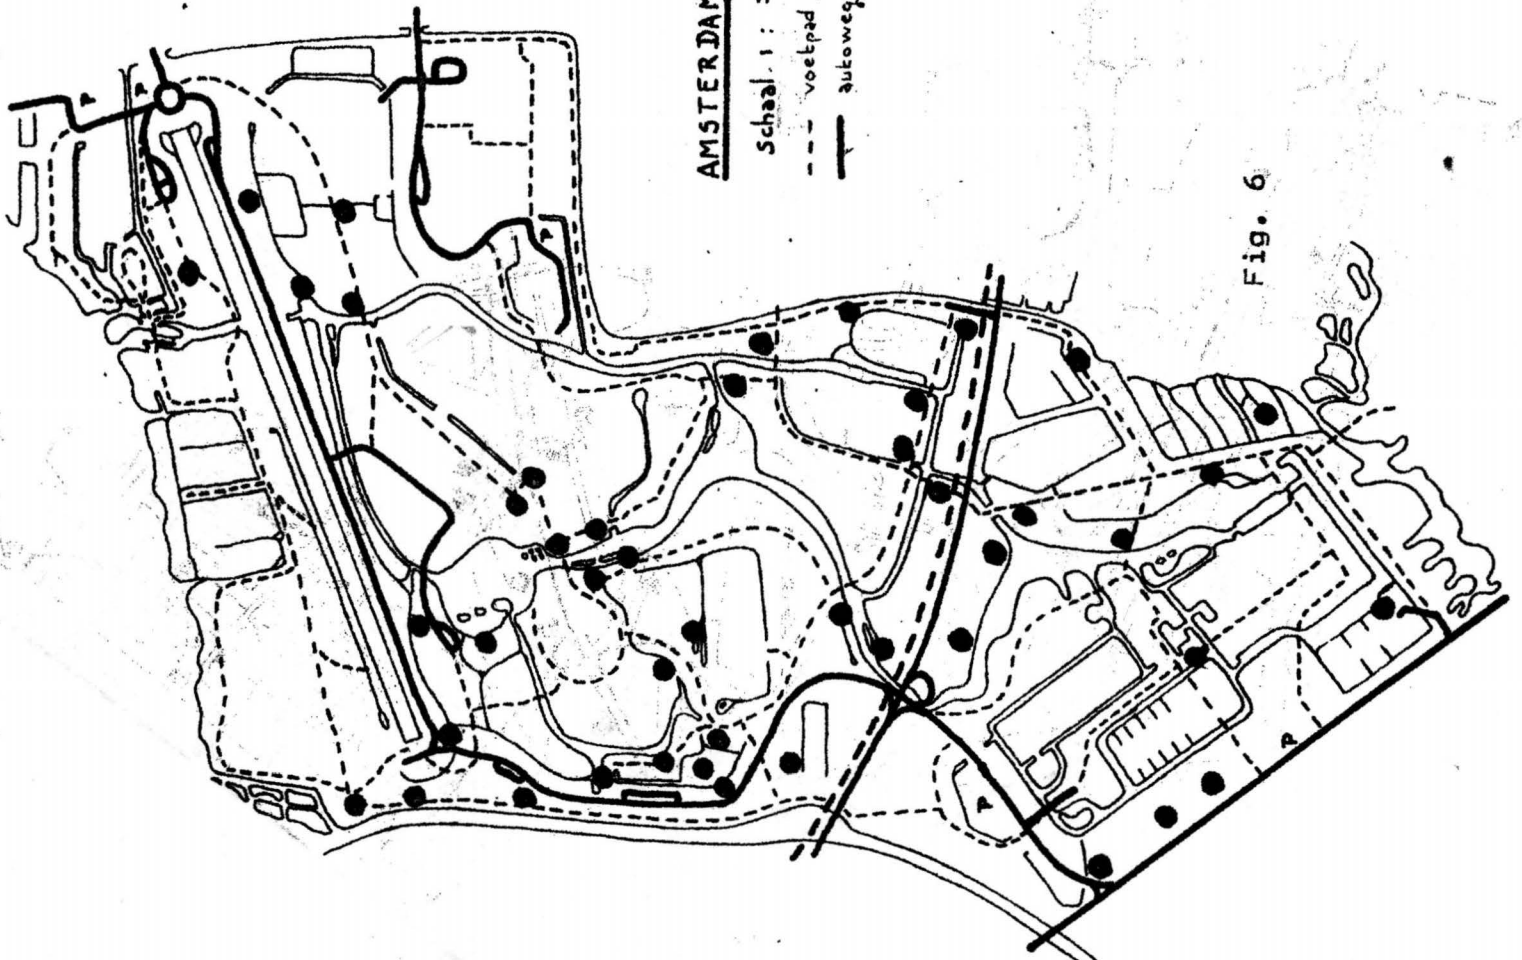 AMSTERDAM
Schaal. 1 :
voetpad
autoweg
Fig. 6
P
P
P
P
P